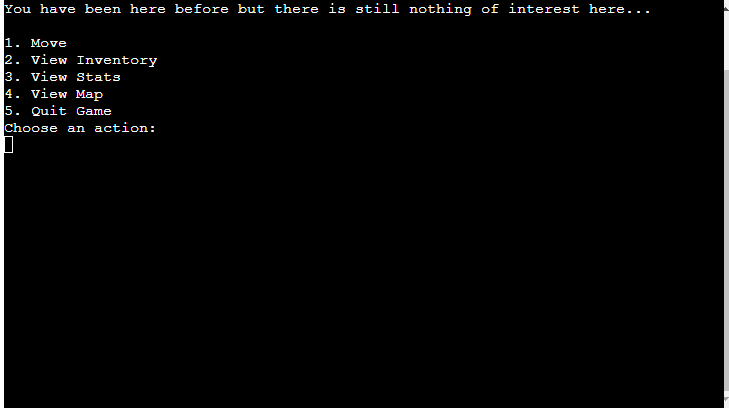 You have been here before but there is still nothing of interest here...
1. Move
2. View Inventory
3. View Stats
4. View Map
5. Quit Game
Choose an action: